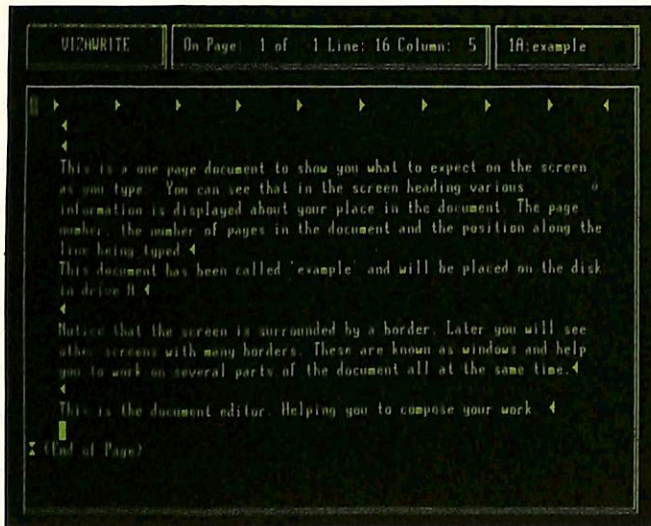 VIZAWRITE
On Page: 1 of 1 Line: 16 Column: 5
1A:example
This is a one page document to show you what to expect on the screen
as you type. You can see that in the screen heading various
information is displayed about your place in the document. The page
number, the number of pages in the document and the position along the
line being typed.
This document has been called 'example' and will be placed on the disk
in drive A.
Notice that the screen is surrounded by a border. Later you will see
other screens with many borders. These are known as windows and help
you to work on several parts of the document all at the same time.
This is the document editor. Helping you to compose your work.
(End of Page)